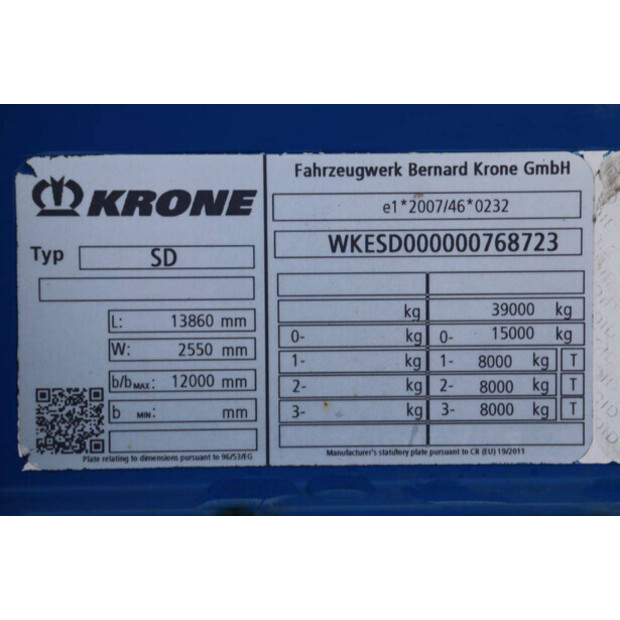 KRONE
Typ SD
L: 13860 mm
W: 2550 mm
b/b MAX: 12000 mm
b MIN: mm
Plate relating to dimensions pursuant to 96/53/EG
Fahrzeugwerk Bernard Krone GmbH
e1*2007/46*0232
WKESD000000768723
kg 39000 kg
0- kg 0- 15000 kg
1- kg 1- 8000 kg T
2- kg 2- 8000 kg T
3- kg 3- 8000 kg T
Manufacturer's statutory plate pursuant to CR (EU) 19/2011